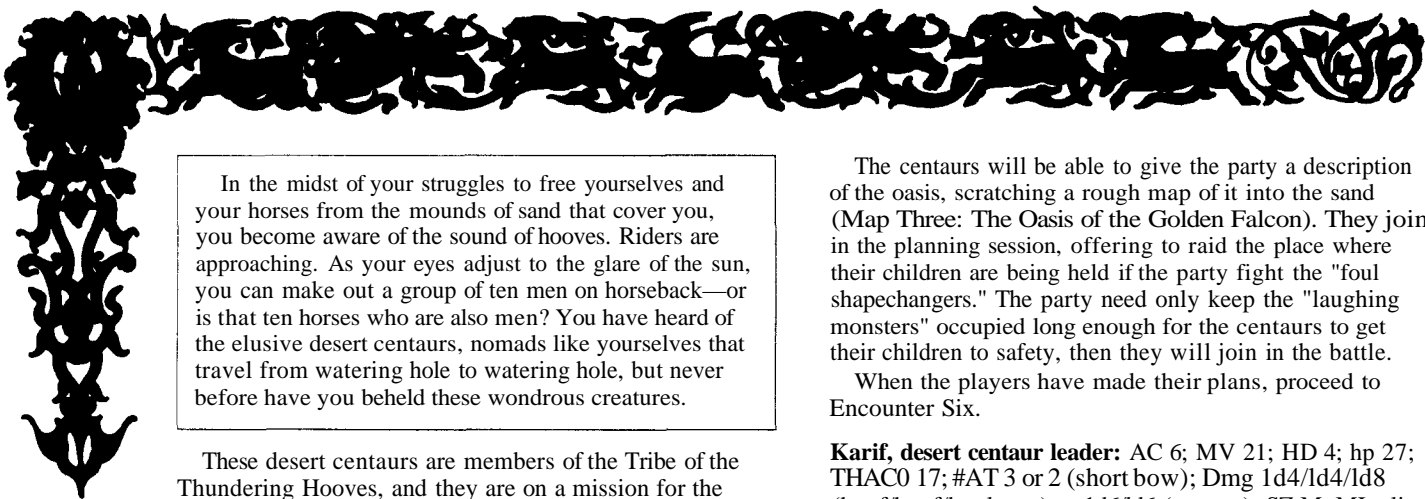 In the midst of your struggles to free yourselves and
your horses from the mounds of sand that cover you,
you become aware of the sound of hooves. Riders are
approaching. As your eyes adjust to the glare of the sun,
you can make out a group of ten men on horseback—or
is that ten horses who are also men? You have heard of
the elusive desert centaurs, nomads like yourselves that
travel from watering hole to watering hole, but never
before have you beheld these wondrous creatures.
These desert centaurs are members of the Tribe of the
Thundering Hooves, and they are on a mission for the
The centaurs will be able to give the party a description
of the oasis, scratching a rough map of it into the sand
(Map Three: The Oasis of the Golden Falcon). They join
in the planning session, offering to raid the place where
their children are being held if the party fight the "foul
shapechangers." The party need only keep the "laughing
monsters" occupied long enough for the centaurs to get
their children to safety, then they will join in the battle.
When the players have made their plans, proceed to
Encounter Six.
Karif, desert centaur leader: AC 6; MV 21; HD 4; hp 27;
THAC0 17; #AT 3 or 2 (short bow); Dmg 1d4/ld4/ld8